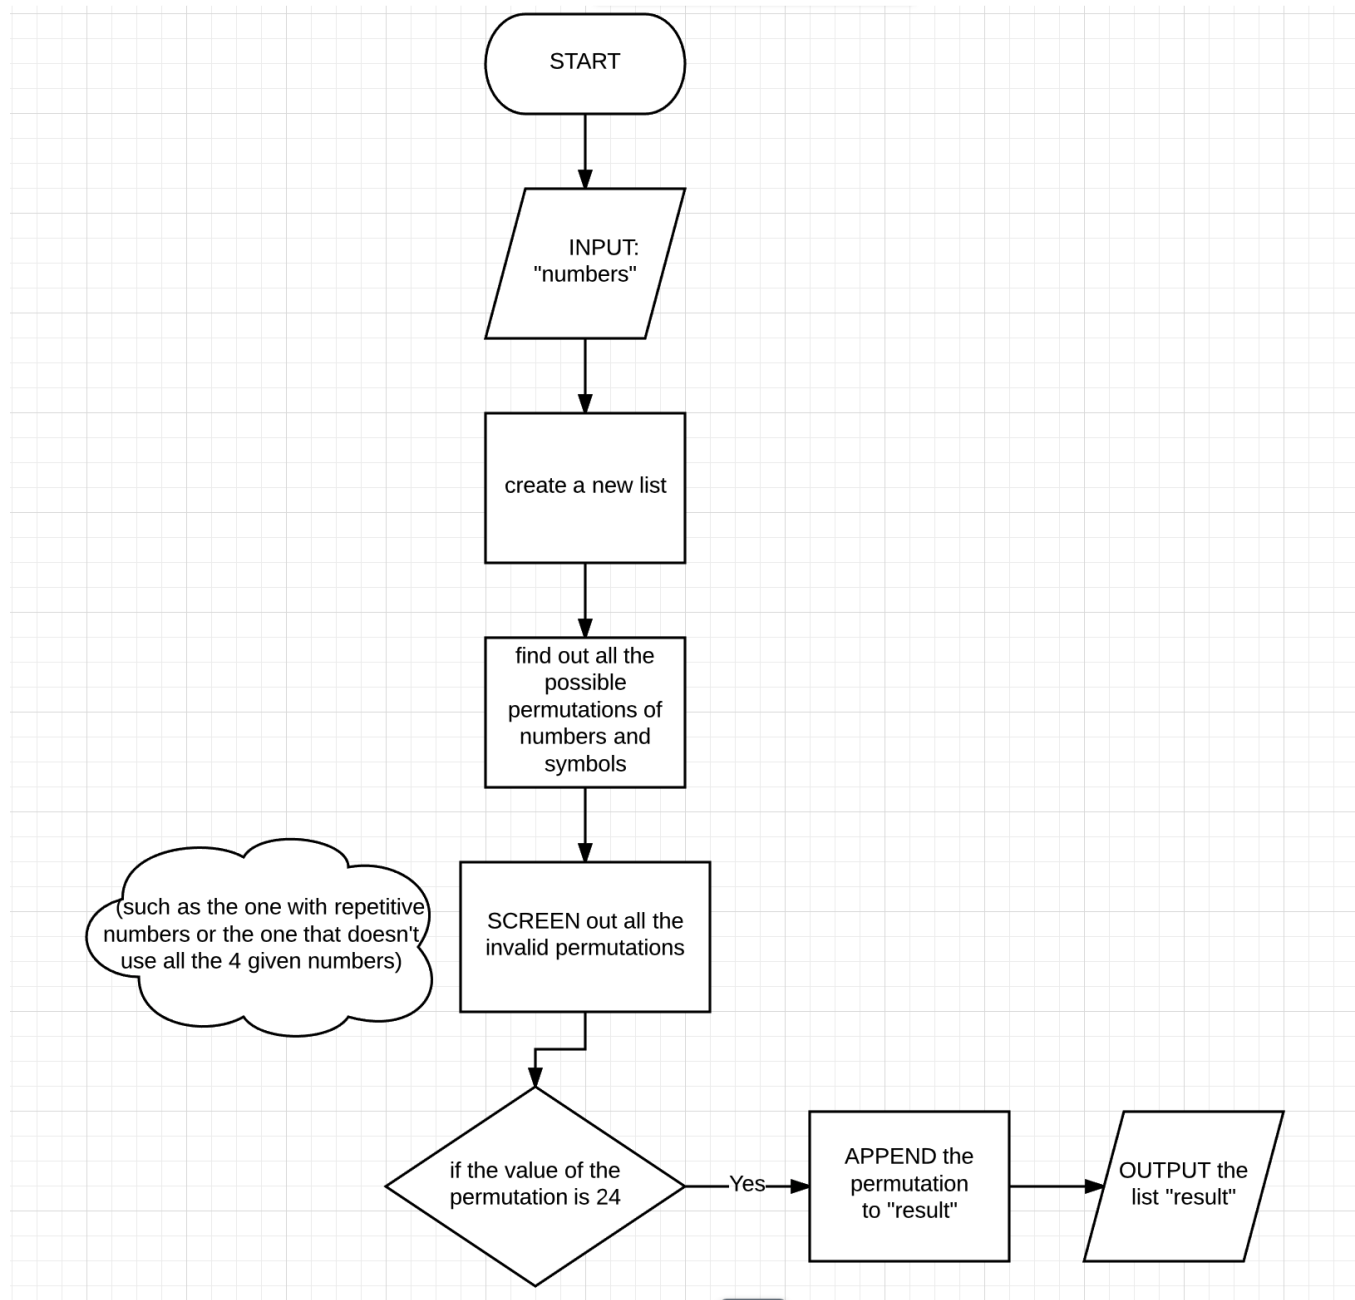 START
INPUT:
"numbers"
create a new list
find out all the
possible
permutations of
numbers and
symbols
(such as the one with repetitive
numbers or the one that doesn't
use all the 4 given numbers)
SCREEN out all the
invalid permutations
if the value of the
permutation is 24
Yes
APPEND the
permutation
to "result"
OUTPUT the
list "result"